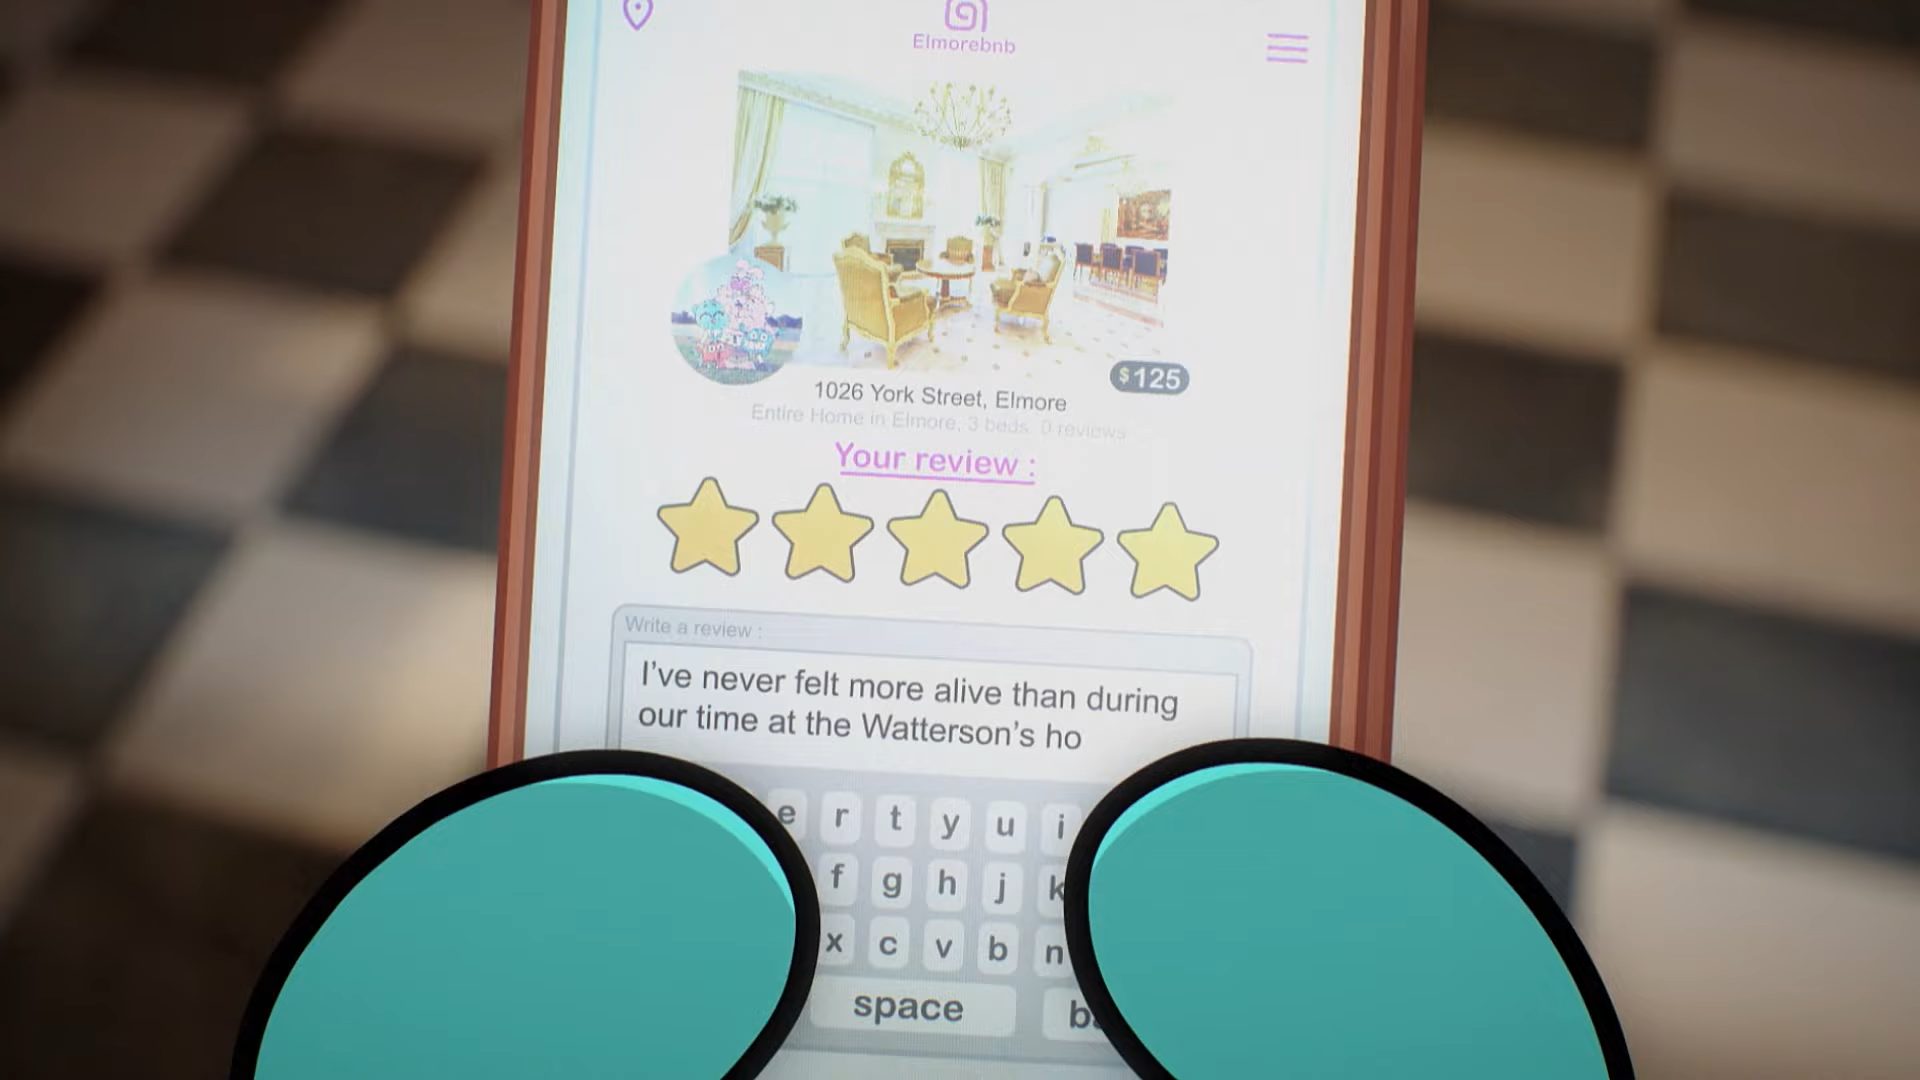 Elmorebnb
$125
1026 York Street, Elmore
Entire Home in Elmore, 3 beds, 0 reviews
Your review :
Write a review :
I've never felt more alive than during
our time at the Watterson's ho
e r t y u i
f g h j k
x c v b n
space